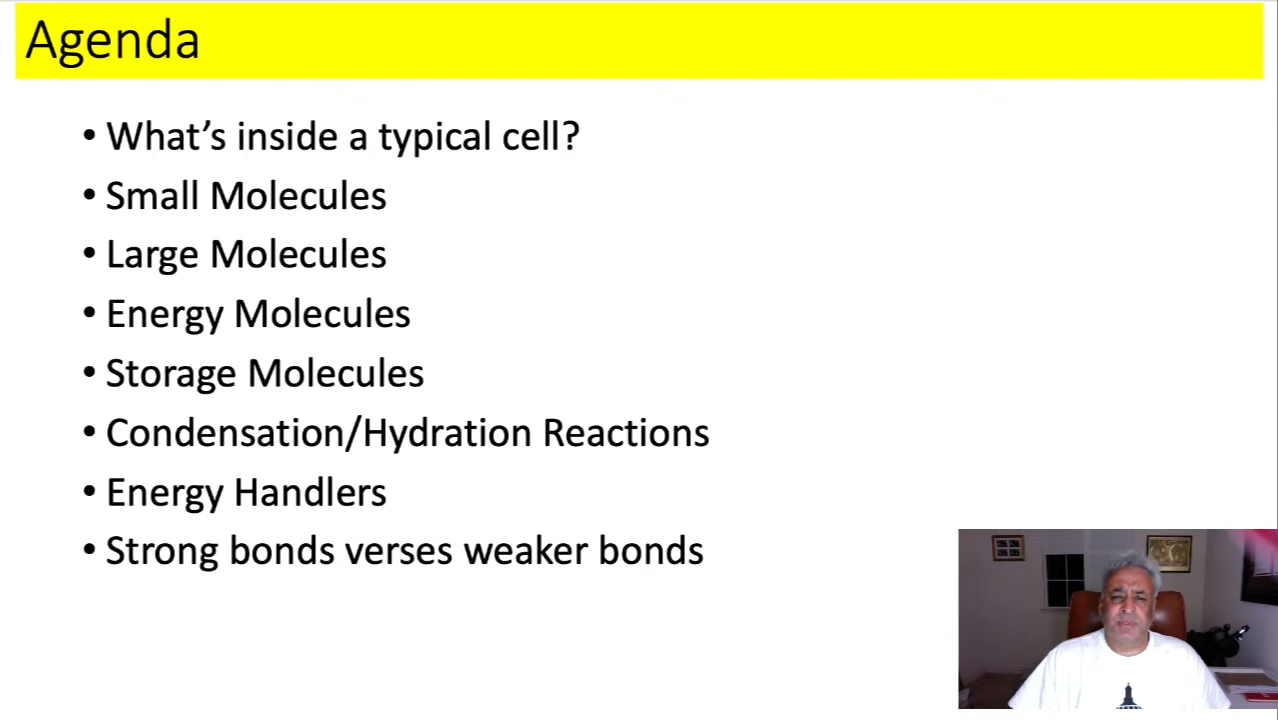 Agenda
• What’s inside a typical cell?
• Small Molecules
• Large Molecules
• Energy Molecules
• Storage Molecules
• Condensation/Hydration Reactions
• Energy Handlers
• Strong bonds verses weaker bonds